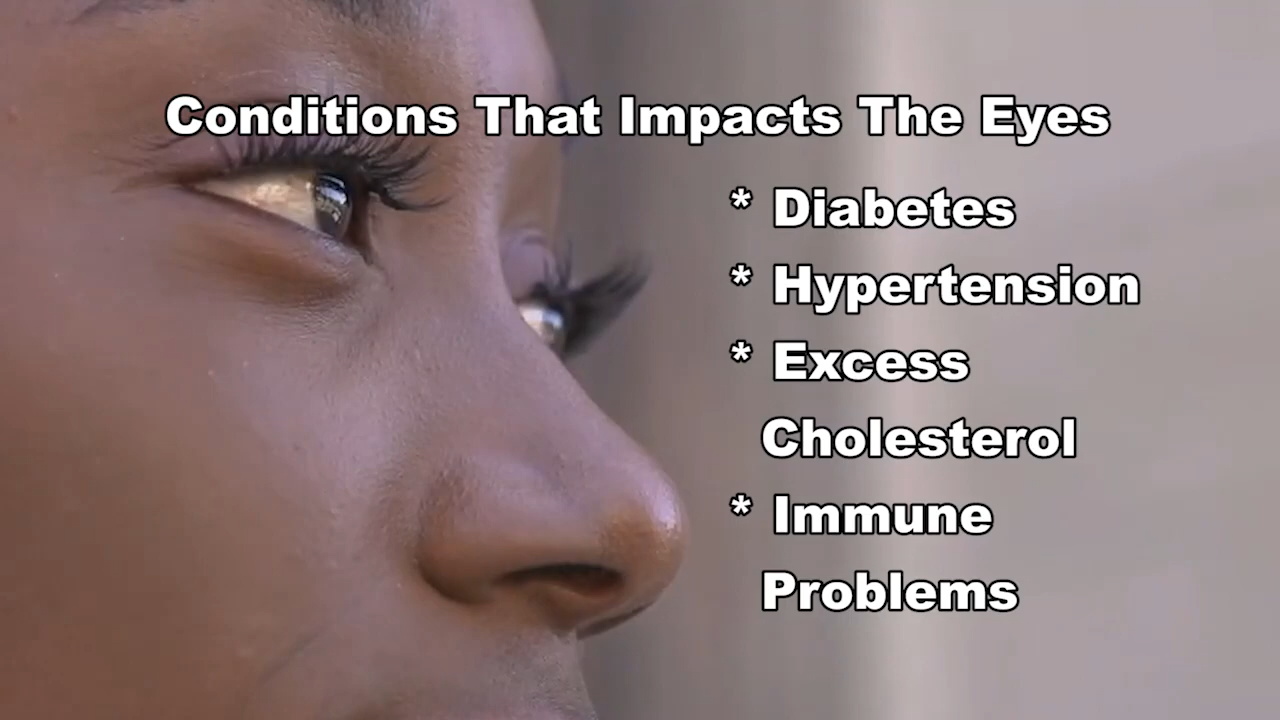 Conditions That Impacts The Eyes
* Diabetes
* Hypertension
* Excess
Cholesterol
* Immune
Problems